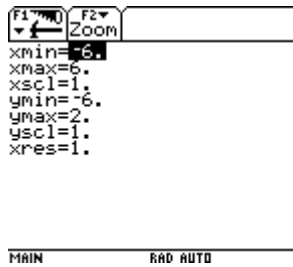 F1 F2
Zoom
xmin=-6.
xmax=6.
xscl=1.
ymin=-6.
ymax=2.
yscl=1.
xres=1.
MAIN RAD AUTO